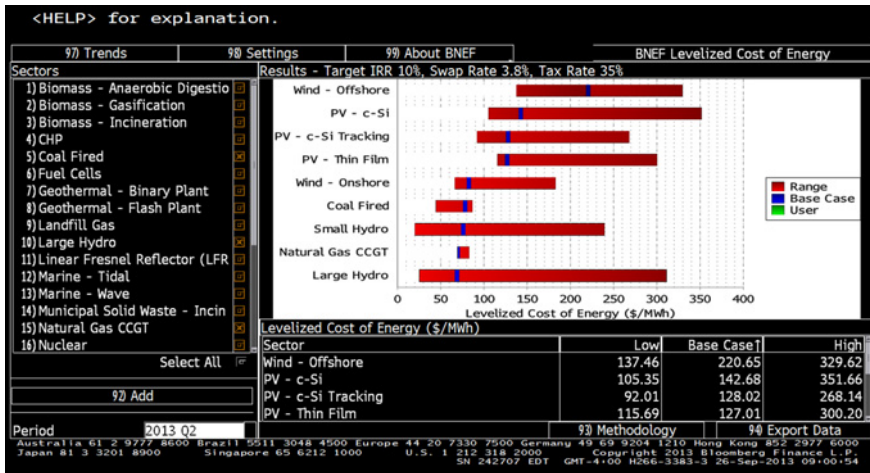 <HELP> for explanation.
97) Trends 98) Settings 99) About BNEF BNEF Levelized Cost of Energy
Sectors
1) Biomass - Anaerobic Digestio
2) Biomass - Gasification
3) Biomass - Incineration
4) CHP
5) Coal Fired
6) Fuel Cells
7) Geothermal - Binary Plant
8) Geothermal - Flash Plant
9) Landfill Gas
10) Large Hydro
11) Linear Fresnel Reflector (LFR
12) Marine - Tidal
13) Marine - Wave
14) Municipal Solid Waste - Incin
15) Natural Gas CCGT
16) Nuclear
Select All
92) Add
Period 2013 Q2
Results - Target IRR 10%, Swap Rate 3.8%, Tax Rate 35%
Wind - Offshore
PV - c-Si
PV - c-Si Tracking
PV - Thin Film
Wind - Onshore
Coal Fired
Small Hydro
Natural Gas CCGT
Large Hydro
0 50 100 150 200 250 300 350 400
Levelized Cost of Energy ($/MWh)
Range
Base Case
User
Levelized Cost of Energy ($/MWh)
Sector Low Base Case↑ High
Wind - Offshore 137.46 220.65 329.62
PV - c-Si 105.35 142.68 351.66
PV - c-Si Tracking 92.01 128.02 268.14
PV - Thin Film 115.69 127.01 300.20
93) Methodology 94) Export Data
Australia 61 2 9777 8600 Brazil 5511 3048 4500 Europe 44 20 7330 7500 Germany 49 69 9204 1210 Hong Kong 852 2977 6000
Japan 81 3 3201 8900 Singapore 65 6212 1000 U.S. 1 212 318 2000 Copyright 2013 Bloomberg Finance L.P.
SN 242707 EDT GMT-4:00 H266-3383-3 26-Sep-2013 09:00:54